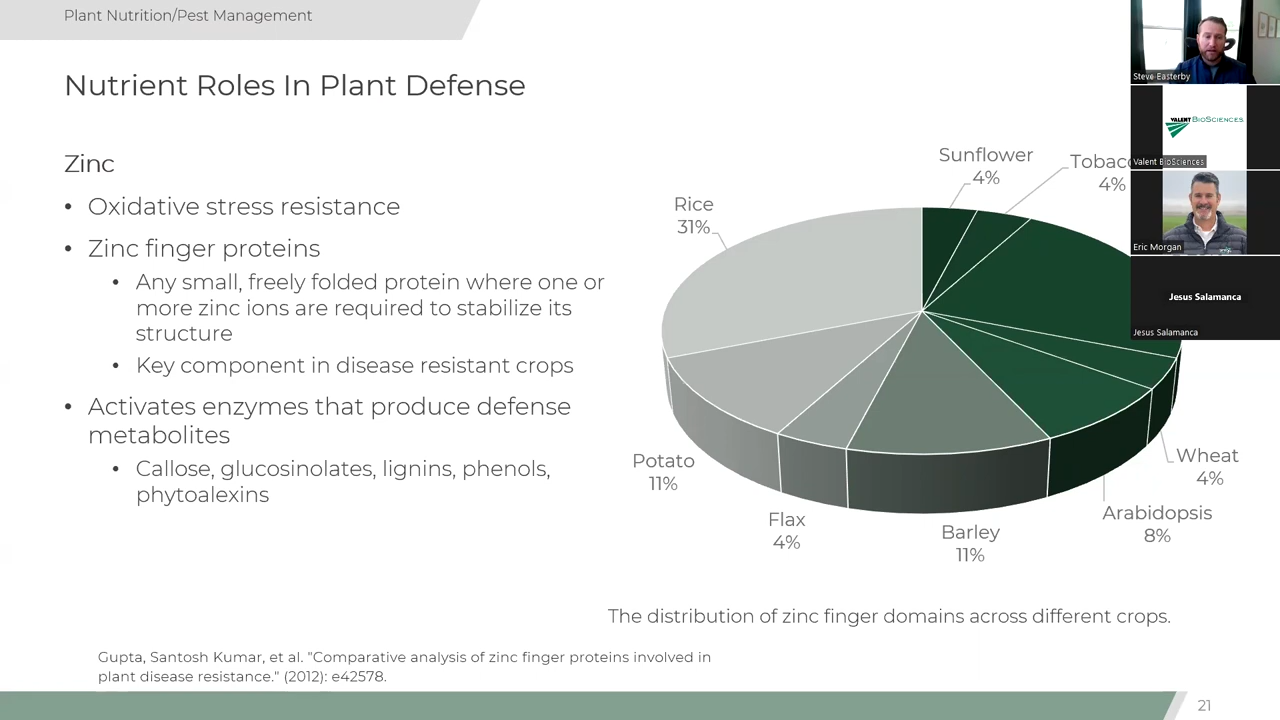 Plant Nutrition/Pest Management
Nutrient Roles In Plant Defense
Zinc
• Oxidative stress resistance
• Zinc finger proteins
• Any small, freely folded protein where one or
more zinc ions are required to stabilize its
structure
• Key component in disease resistant crops
• Activates enzymes that produce defense
metabolites
• Callose, glucosinolates, lignins, phenols,
phytoalexins
Sunflower
4%
Tobac
4%
Rice
31%
Wheat
4%
Arabidopsis
8%
Barley
11%
Flax
4%
Potato
11%
The distribution of zinc finger domains across different crops.
Gupta, Santosh Kumar, et al. "Comparative analysis of zinc finger proteins involved in
plant disease resistance." (2012): e42578.
21
Steve Easterby
VALENT BIOSCIENCES
Valent BioSciences
Eric Morgan
Jesus Salamanca
Jesus Salamanca